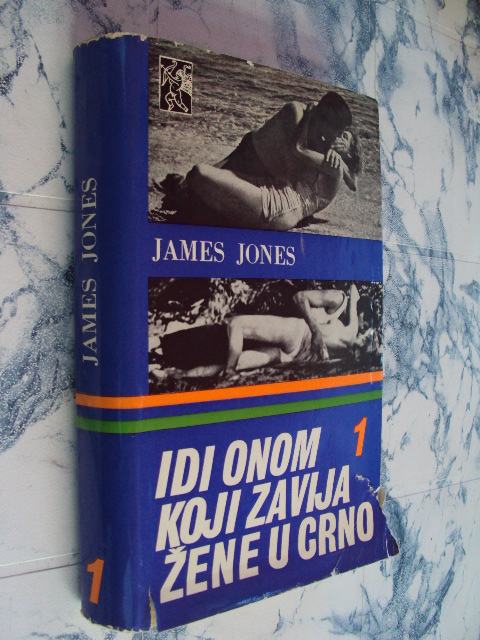 JAMES JONES
JAMES JONES
1
IDI ONOM
KOJI ZAVIJA
ŽENE U CRNO
1